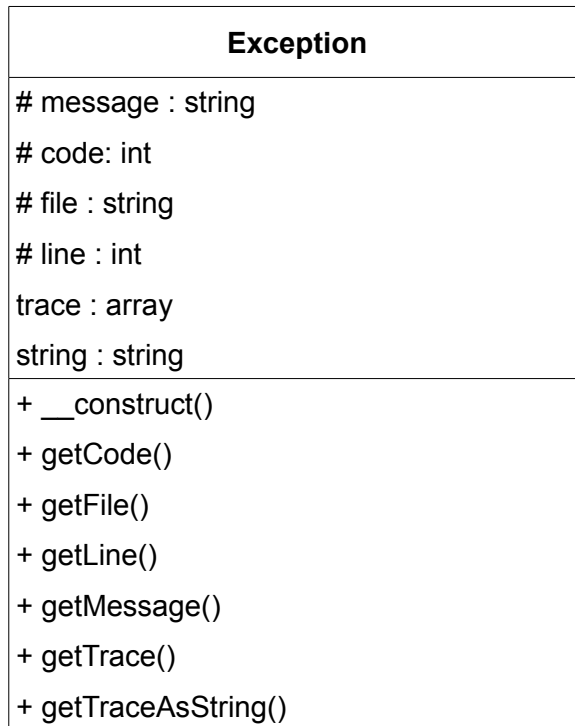 Exception
# message : string
# code: int
# file : string
# line : int
trace : array
string : string
+ __construct()
+ getCode()
+ getFile()
+ getLine()
+ getMessage()
+ getTrace()
+ getTraceAsString()